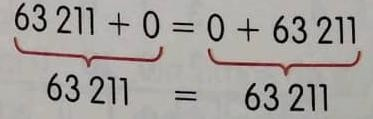 63 211 + 0 = 0 + 63 211
63 211 = 63 211